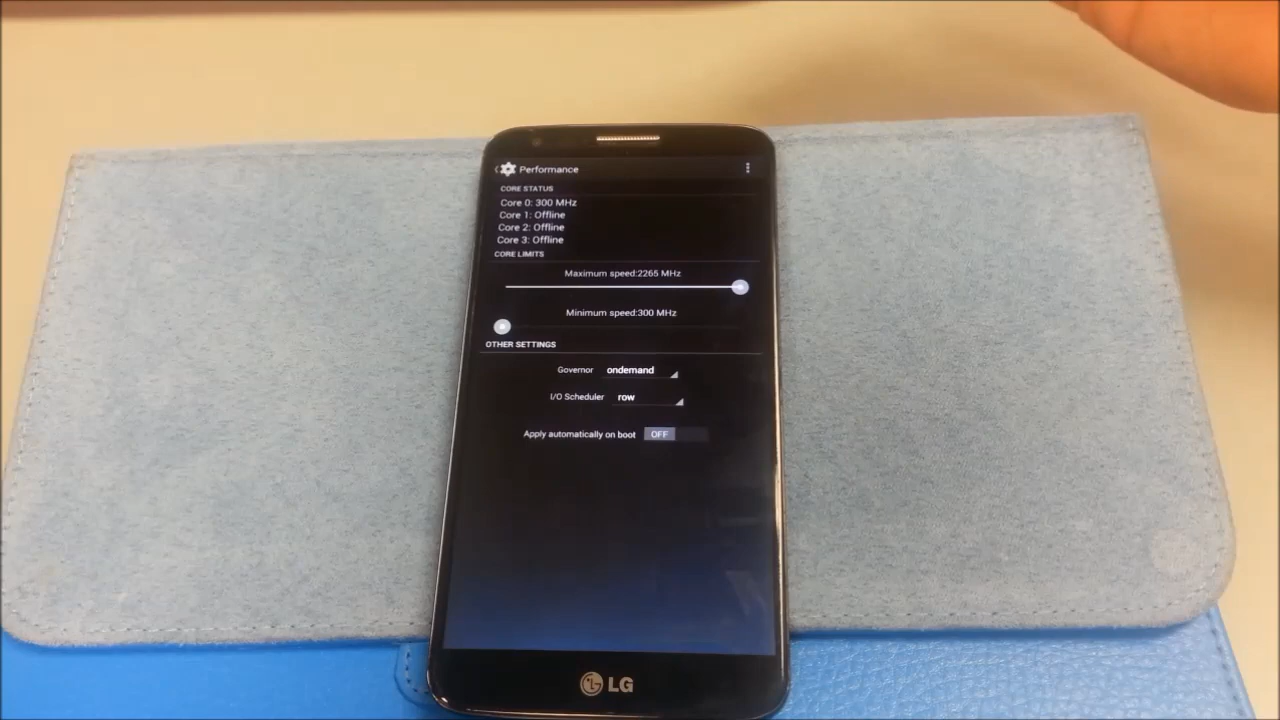 Performance
CORE STATUS
Core 0: 300 MHz
Core 1: Offline
Core 2: Offline
Core 3: Offline
CORE LIMITS
Maximum speed:2265 MHz
Minimum speed:300 MHz
OTHER SETTINGS
Governor ondemand
I/O Scheduler row
Apply automatically on boot OFF
LG